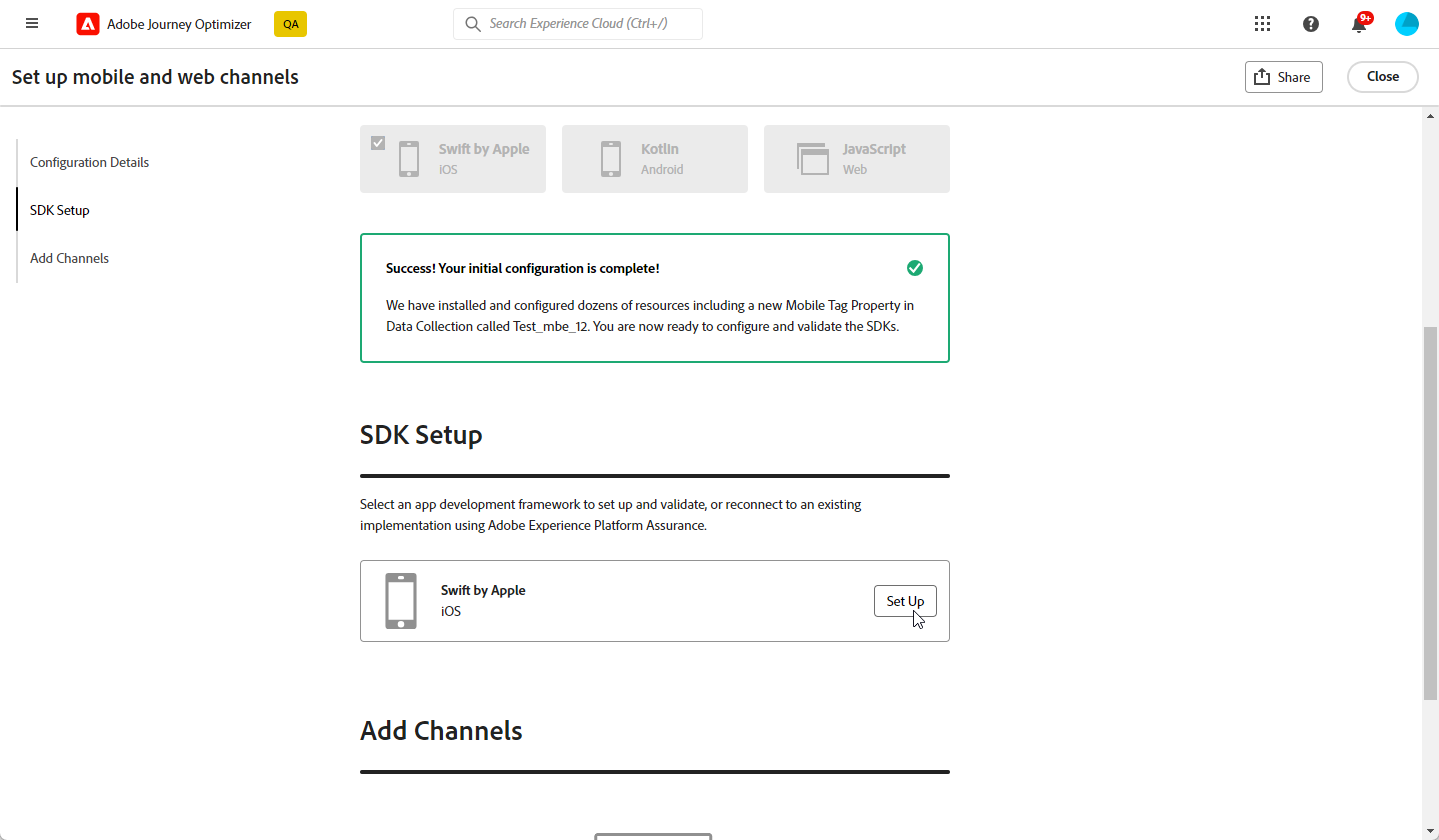 Adobe Journey Optimizer
QA
Search Experience Cloud (Ctrl+/)
9+
Set up mobile and web channels
Share
Close
Configuration Details
SDK Setup
Add Channels
Swift by Apple
iOS
Kotlin
Android
JavaScript
Web
Success! Your initial configuration is complete!
We have installed and configured dozens of resources including a new Mobile Tag Property in
Data Collection called Test_mbe_12. You are now ready to configure and validate the SDKs.
SDK Setup
Select an app development framework to set up and validate, or reconnect to an existing
implementation using Adobe Experience Platform Assurance.
Swift by Apple
iOS
Set Up
Add Channels